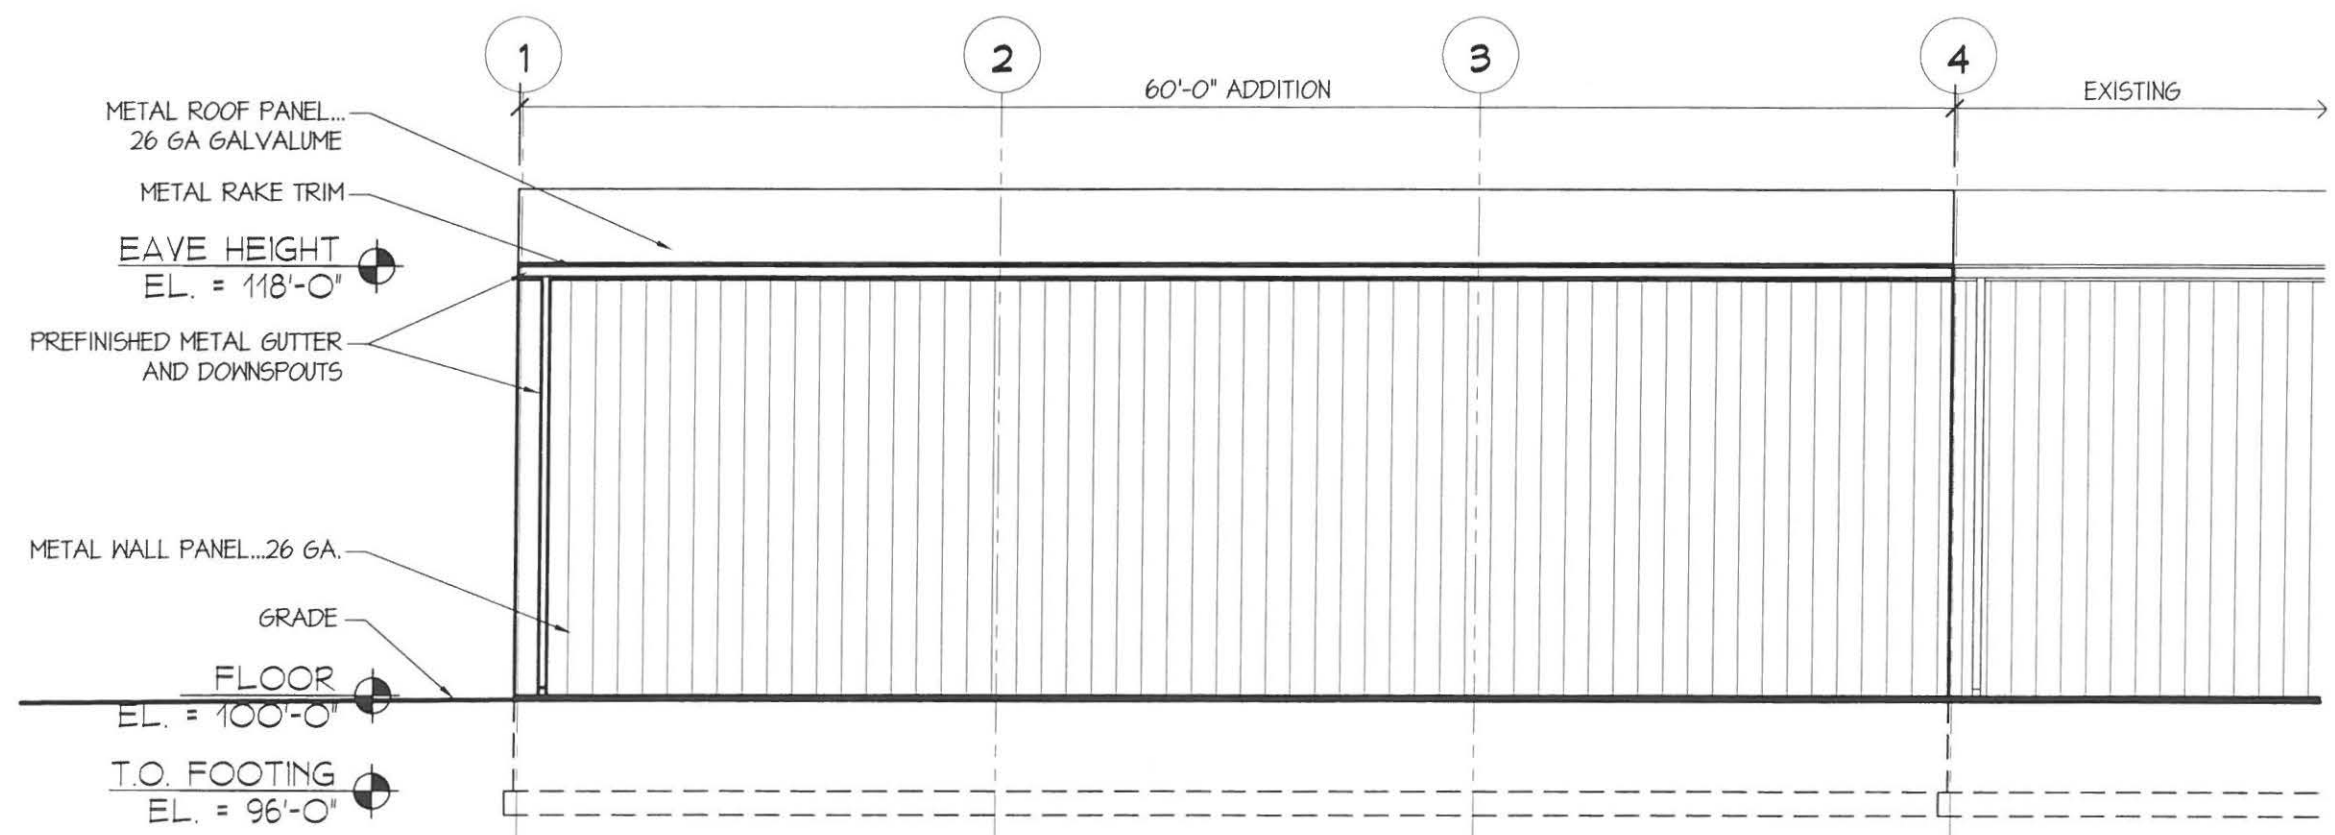 1
2
3
4
60'-0" ADDITION
EXISTING
METAL ROOF PANEL...
26 GA GALVALUME
METAL RAKE TRIM
EAVE HEIGHT
EL. = 118'-0"
PREFINISHED METAL GUTTER
AND DOWNSPOUTS
METAL WALL PANEL...26 GA.
GRADE
FLOOR
EL. = 100'-0"
T.O. FOOTING
EL. = 96'-0"